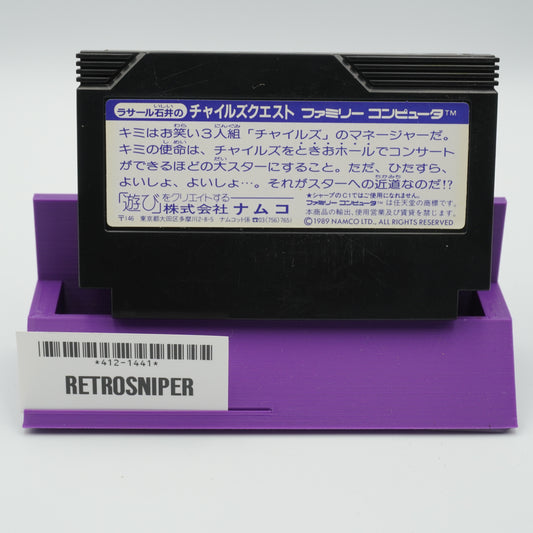 ラサール石井の チャイルズクエスト ファミリー コンピュータ™
キミはお笑い3人組「チャイルズ」のマネージャーだ。
キミの使命は、チャイルズをときおホールでコンサート
ができるほどの大スターにすること。ただ、ひたすら、
よいしょ、よいしょ…。それがスターへの近道なのだ!?
「遊び」をクリエイトする 株式会社 ナムコ
〒146 東京都大田区多摩川2-8-5 ナムコット係 ☎03(756)7651
★シャープのC1ではご使用になれません。
ファミリー コンピュータ™は任天堂の商標です。
本商品の輸出、使用営業及び賃貸を禁じます。
©1989 NAMCO LTD., ALL RIGHTS RESERVED
*412-1441*
RETROSNIPER